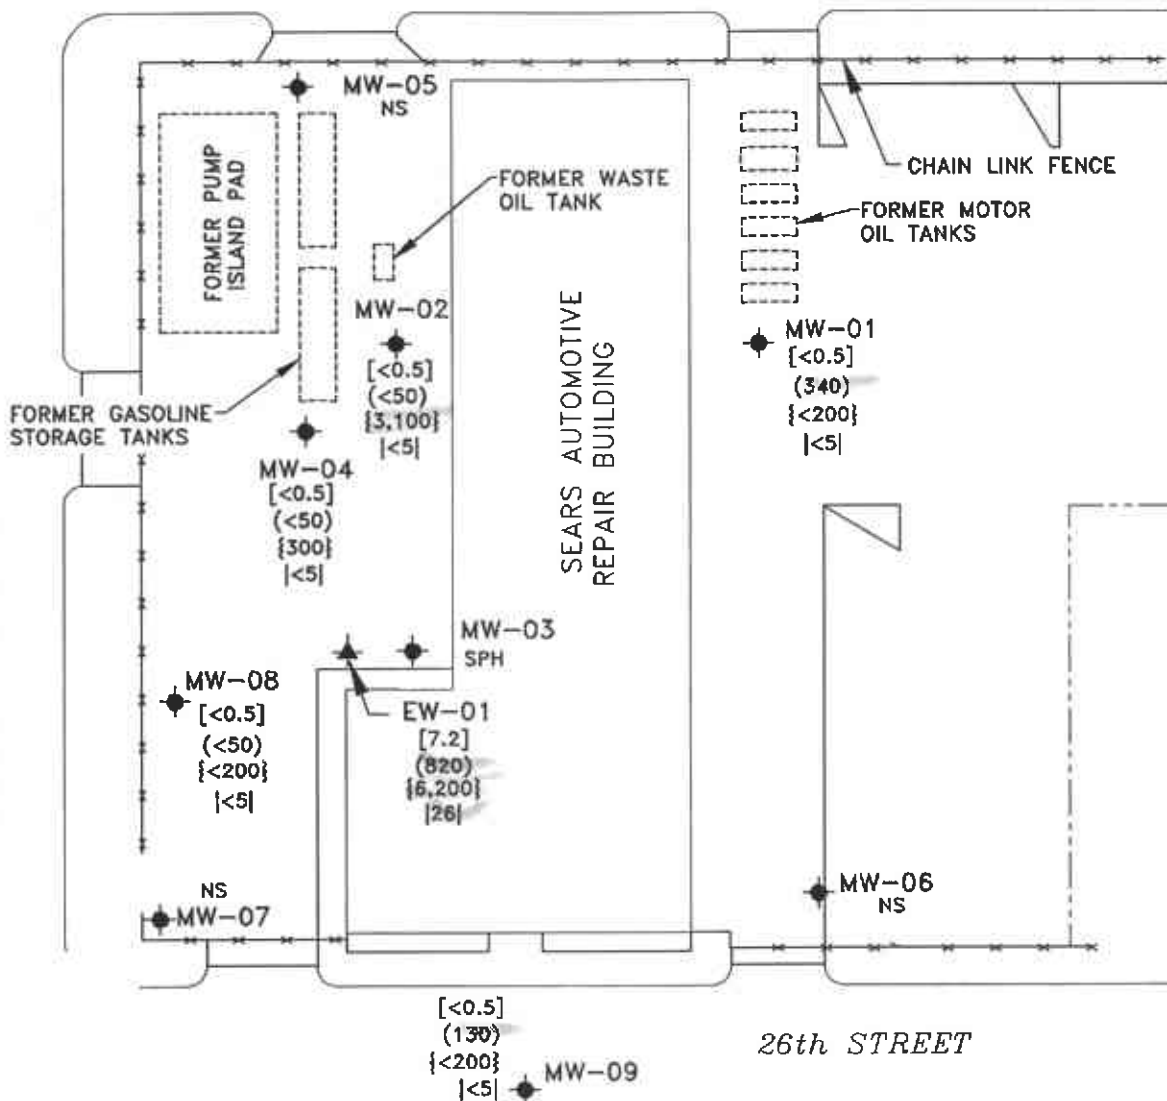 MW-05
NS
FORMER PUMP
ISLAND PAD
FORMER WASTE
OIL TANK
CHAIN LINK FENCE
FORMER MOTOR
OIL TANKS
MW-02
[<0.5]
(<50)
{3,100}
|<5|
MW-01
[<0.5]
(340)
{<200}
|<5|
FORMER GASOLINE
STORAGE TANKS
MW-04
[<0.5]
(<50)
{300}
|<5|
SEARS AUTOMOTIVE
REPAIR BUILDING
MW-03
SPH
MW-08
[<0.5]
(<50)
{<200}
|<5|
EW-01
[7.2]
(820)
{6,200}
|26|
NS
MW-07
MW-06
NS
[<0.5]
(130)
{<200}
|<5|
MW-09
26th STREET